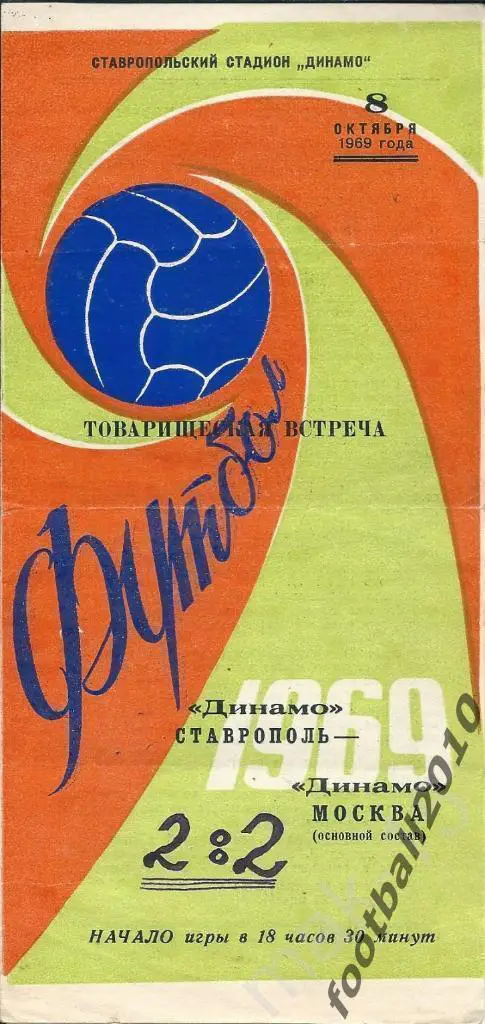 СТАВРОПОЛЬСКИЙ СТАДИОН „ДИНАМО“
8
ОКТЯБРЯ
1969 года
ТОВАРИЩЕСКАЯ ВСТРЕЧА
Футбол
1969
«Динамо»
СТАВРОПОЛЬ—
«Динамо»
МОСКВА
(основной состав)
2:2
НАЧАЛО игры в 18 часов 30 минут
football2010